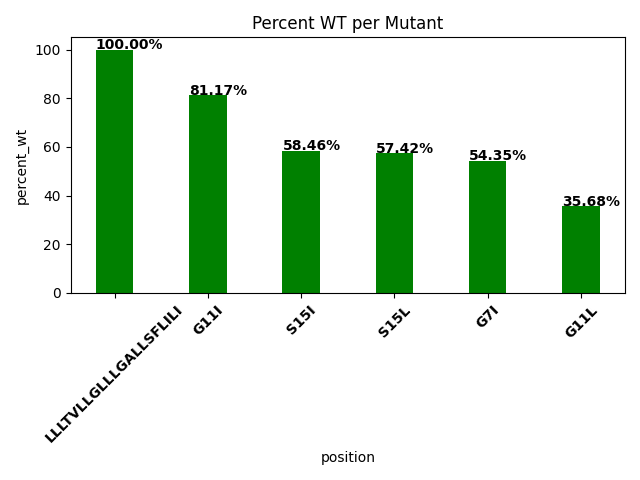 Percent WT per Mutant
percent_wt
100
80
60
40
20
0
100.00%
81.17%
58.46%
57.42%
54.35%
35.68%
LLLTVLLGLLLGALLSFLILI
G11I
S15I
S15L
G7I
G11L
position